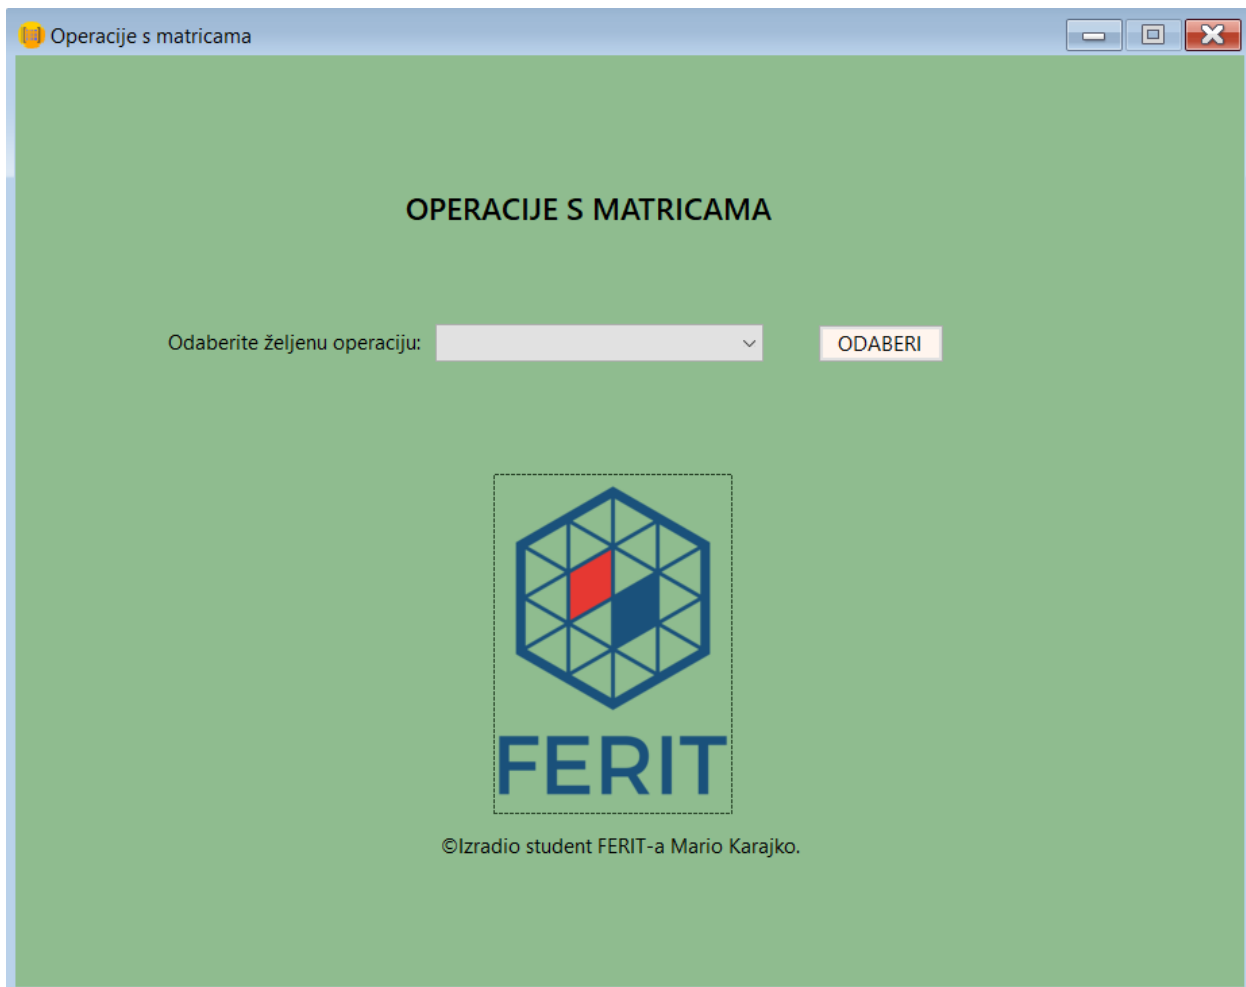 Operacije s matricama
OPERACIJE S MATRICAMA
Odaberite željenu operaciju:
ODABERI
FERIT
©Izradio student FERIT-a Mario Karajko.